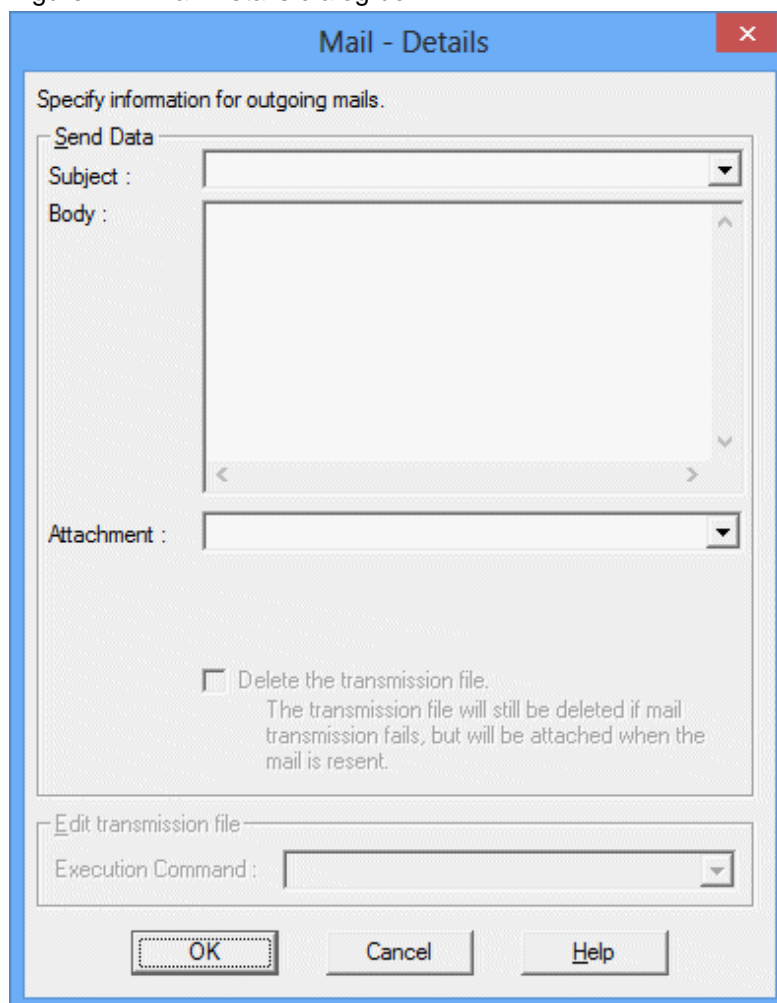 Mail - Details
Specify information for outgoing mails.
Send Data
Subject :
Body :
Attachment :
Delete the transmission file.
The transmission file will still be deleted if mail
transmission fails, but will be attached when the
mail is resent.
Edit transmission file
Execution Command :
OK Cancel Help